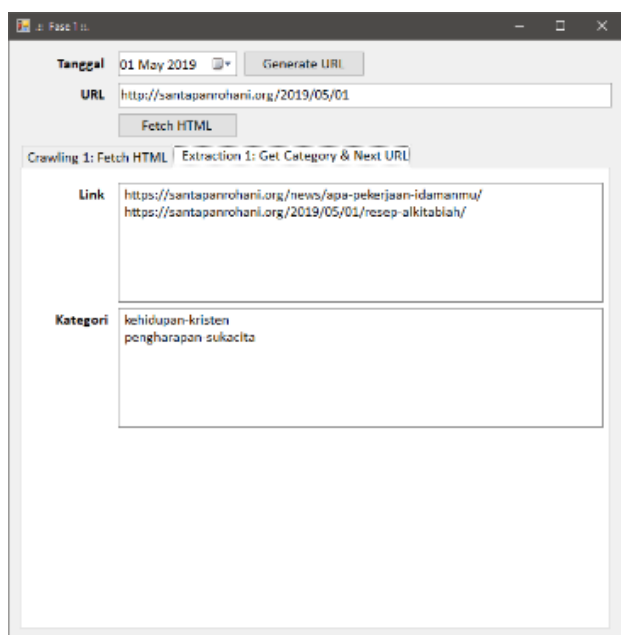 .:: Fase 1 ::.
Tanggal 01 May 2019 Generate URL
URL http://santapanrohani.org/2019/05/01
Fetch HTML
Crawling 1: Fetch HTML Extraction 1: Get Category & Next URL
Link https://santapanrohani.org/news/apa-pekerjaan-idamanmu/
https://santapanrohani.org/2019/05/01/resep-alkitabiah/
Kategori kehidupan-kristen
pengharapan-sukacita